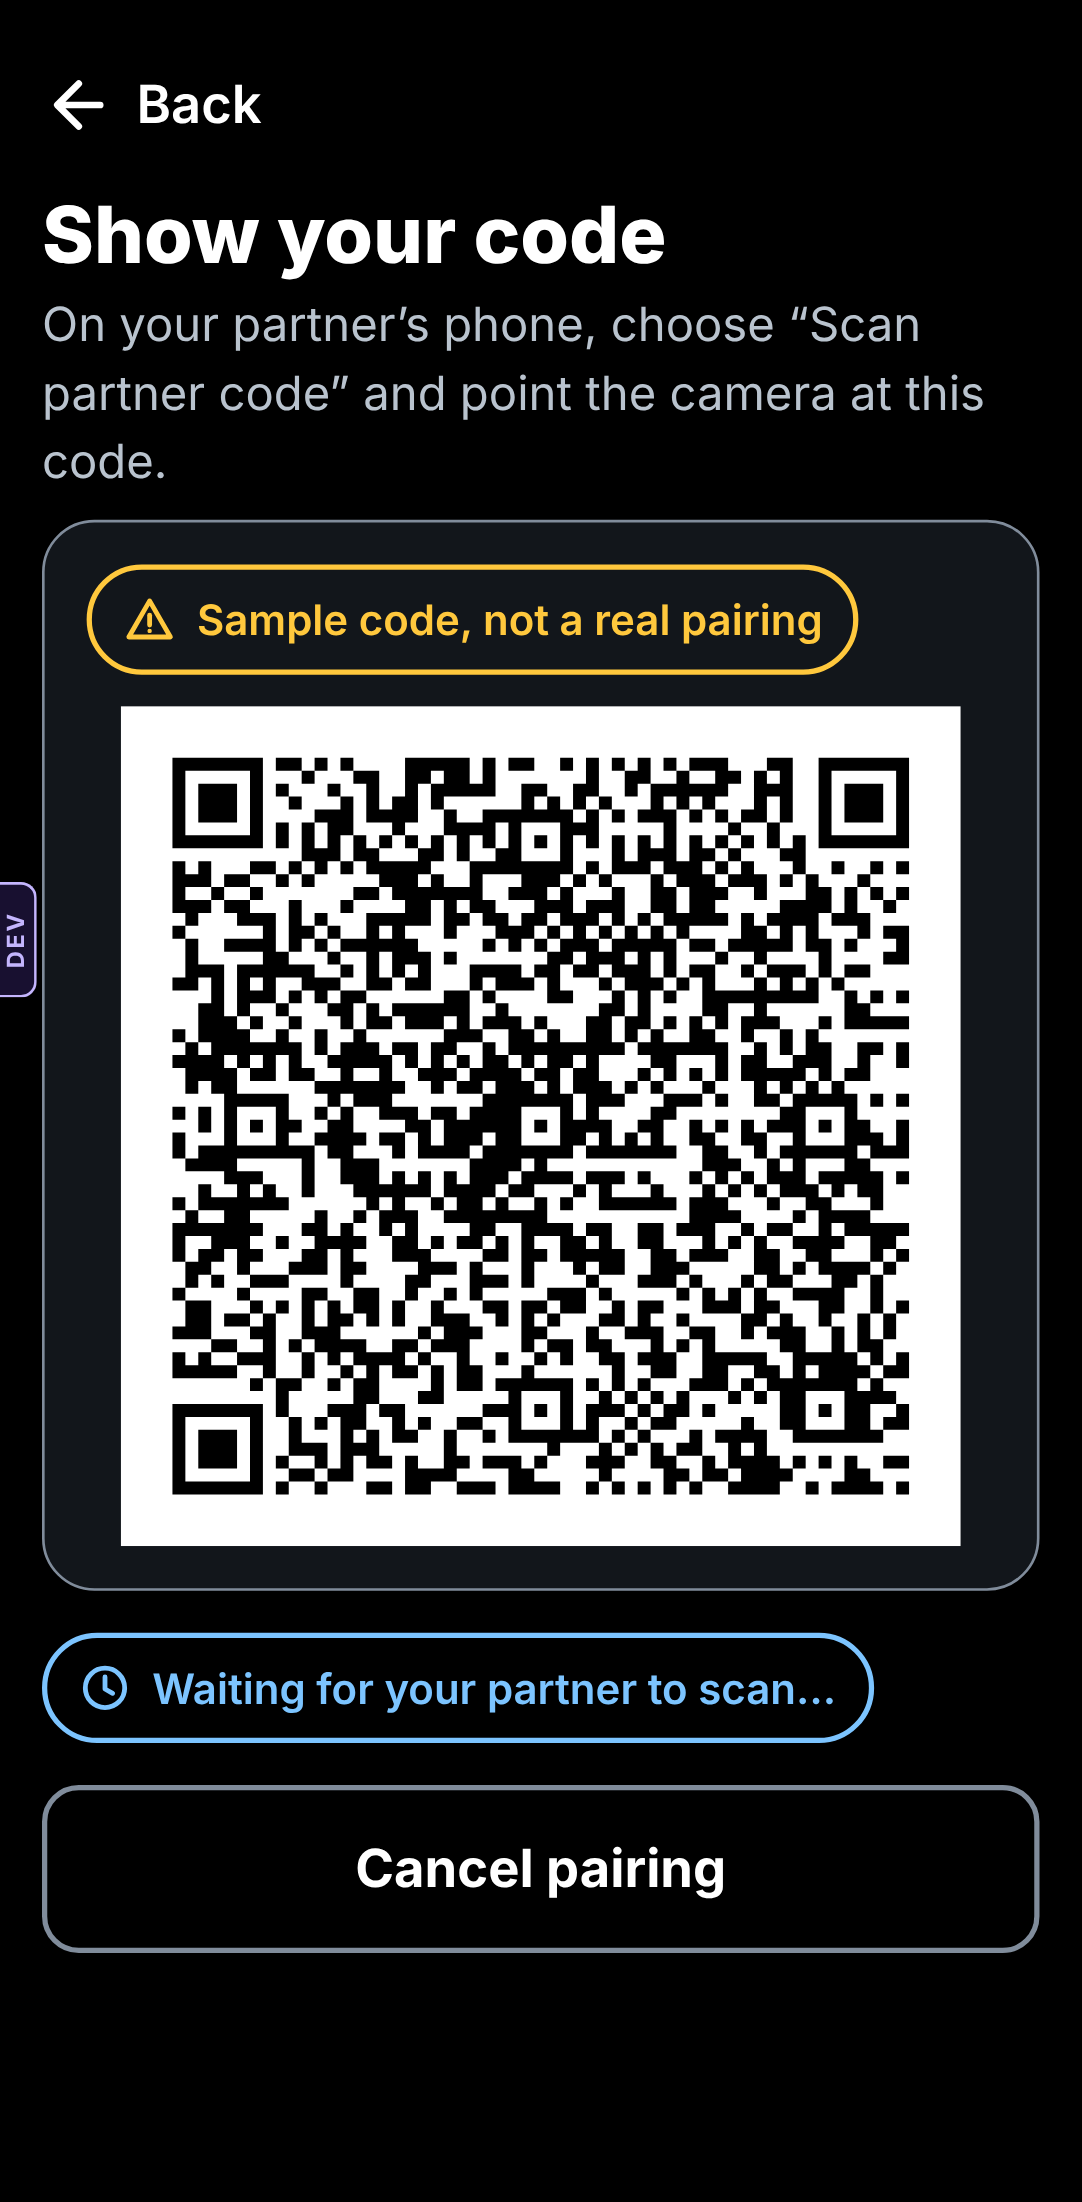 Back
Show your code
On your partner’s phone, choose “Scan
partner code” and point the camera at this
code.
Sample code, not a real pairing
DEV
Waiting for your partner to scan...
Cancel pairing